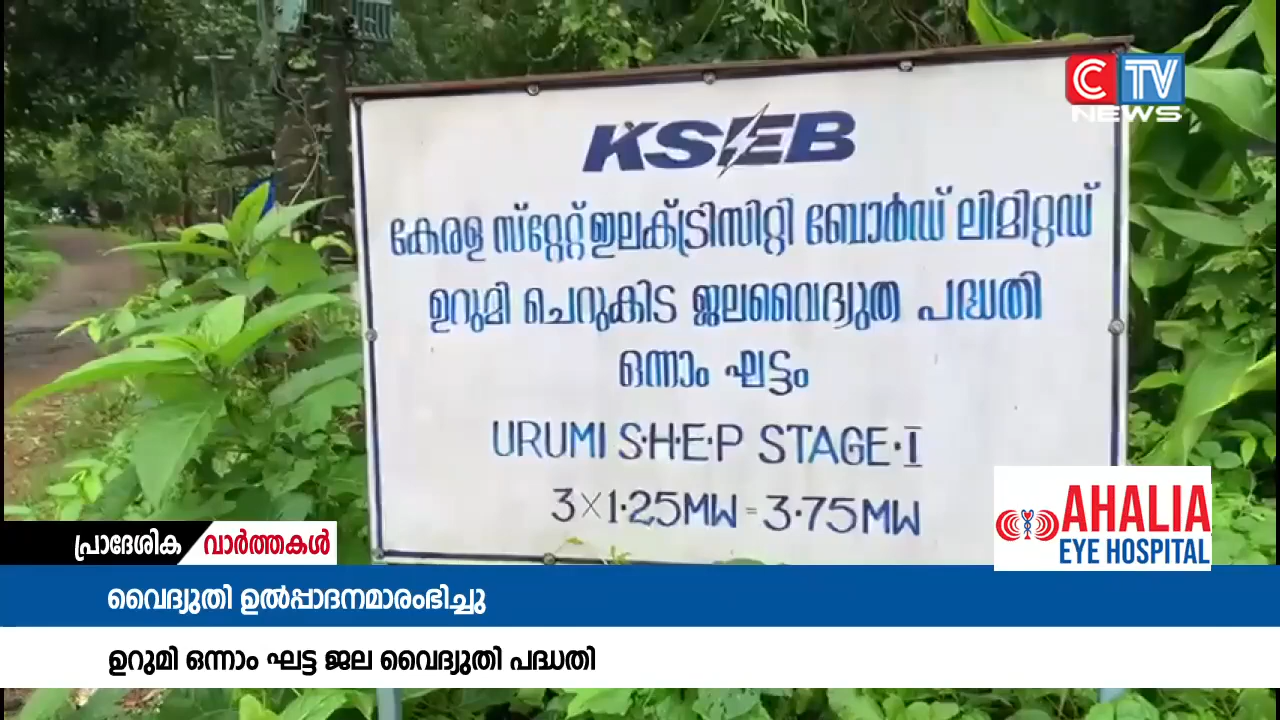 CTV
NEWS
KSEB
കേരള സ്റ്റേറ്റ് ഇലക്ട്രിസിറ്റി ബോർഡ് ലിമിറ്റഡ്
ഉറുമി ചെറുകിട ജലവൈദ്യുത പദ്ധതി
ഒന്നാം ഘട്ടം
URUMI S·H·E·P STAGE·I
3×1·25MW=3·75MW
AHALIA
EYE HOSPITAL
പ്രാദേശിക വാർത്തകൾ
വൈദ്യുതി ഉൽപ്പാദനമാരംഭിച്ചു
ഉറുമി ഒന്നാം ഘട്ട ജല വൈദ്യുതി പദ്ധതി